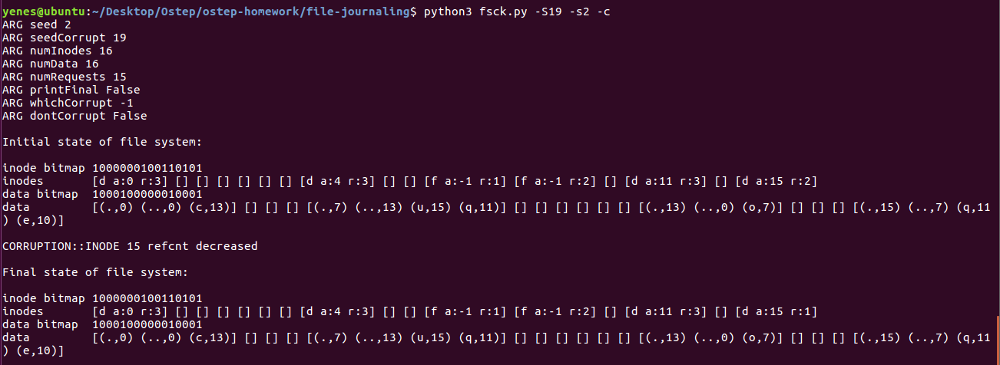 yenes@ubuntu:~/Desktop/Ostep/ostep-homework/file-journaling$ python3 fsck.py -S19 -s2 -c
ARG seed 2
ARG seedCorrupt 19
ARG numInodes 16
ARG numData 16
ARG numRequests 15
ARG printFinal False
ARG whichCorrupt -1
ARG dontCorrupt False
Initial state of file system:
inode bitmap 1000000100110101
inodes       [d a:0 r:3] [] [] [] [] [] [] [d a:4 r:3] [] [] [f a:-1 r:1] [f a:-1 r:2] [] [d a:11 r:3] [] [d a:15 r:2]
data bitmap  1000100000010001
data         [(.,0) (..,0) (c,13)] [] [] [] [(.,7) (..,13) (u,15) (q,11)] [] [] [] [] [] [] [(.,13) (..,0) (o,7)] [] [] [] [(.,15) (..,7) (q,11
) (e,10)]
CORRUPTION::INODE 15 refcnt decreased
Final state of file system:
inode bitmap 1000000100110101
inodes       [d a:0 r:3] [] [] [] [] [] [] [d a:4 r:3] [] [] [f a:-1 r:1] [f a:-1 r:2] [] [d a:11 r:3] [] [d a:15 r:1]
data bitmap  1000100000010001
data         [(.,0) (..,0) (c,13)] [] [] [] [(.,7) (..,13) (u,15) (q,11)] [] [] [] [] [] [] [(.,13) (..,0) (o,7)] [] [] [] [(.,15) (..,7) (q,11
) (e,10)]